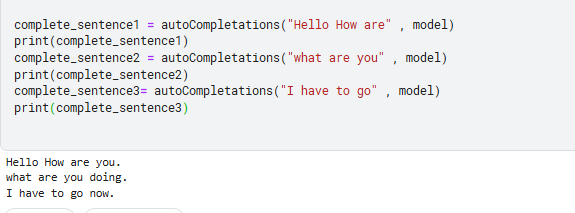 complete_sentence1 = autoCompletations("Hello How are" , model)
print(complete_sentence1)
complete_sentence2 = autoCompletations("what are you" , model)
print(complete_sentence2)
complete_sentence3= autoCompletations("I have to go" , model)
print(complete_sentence3)
Hello How are you.
what are you doing.
I have to go now.